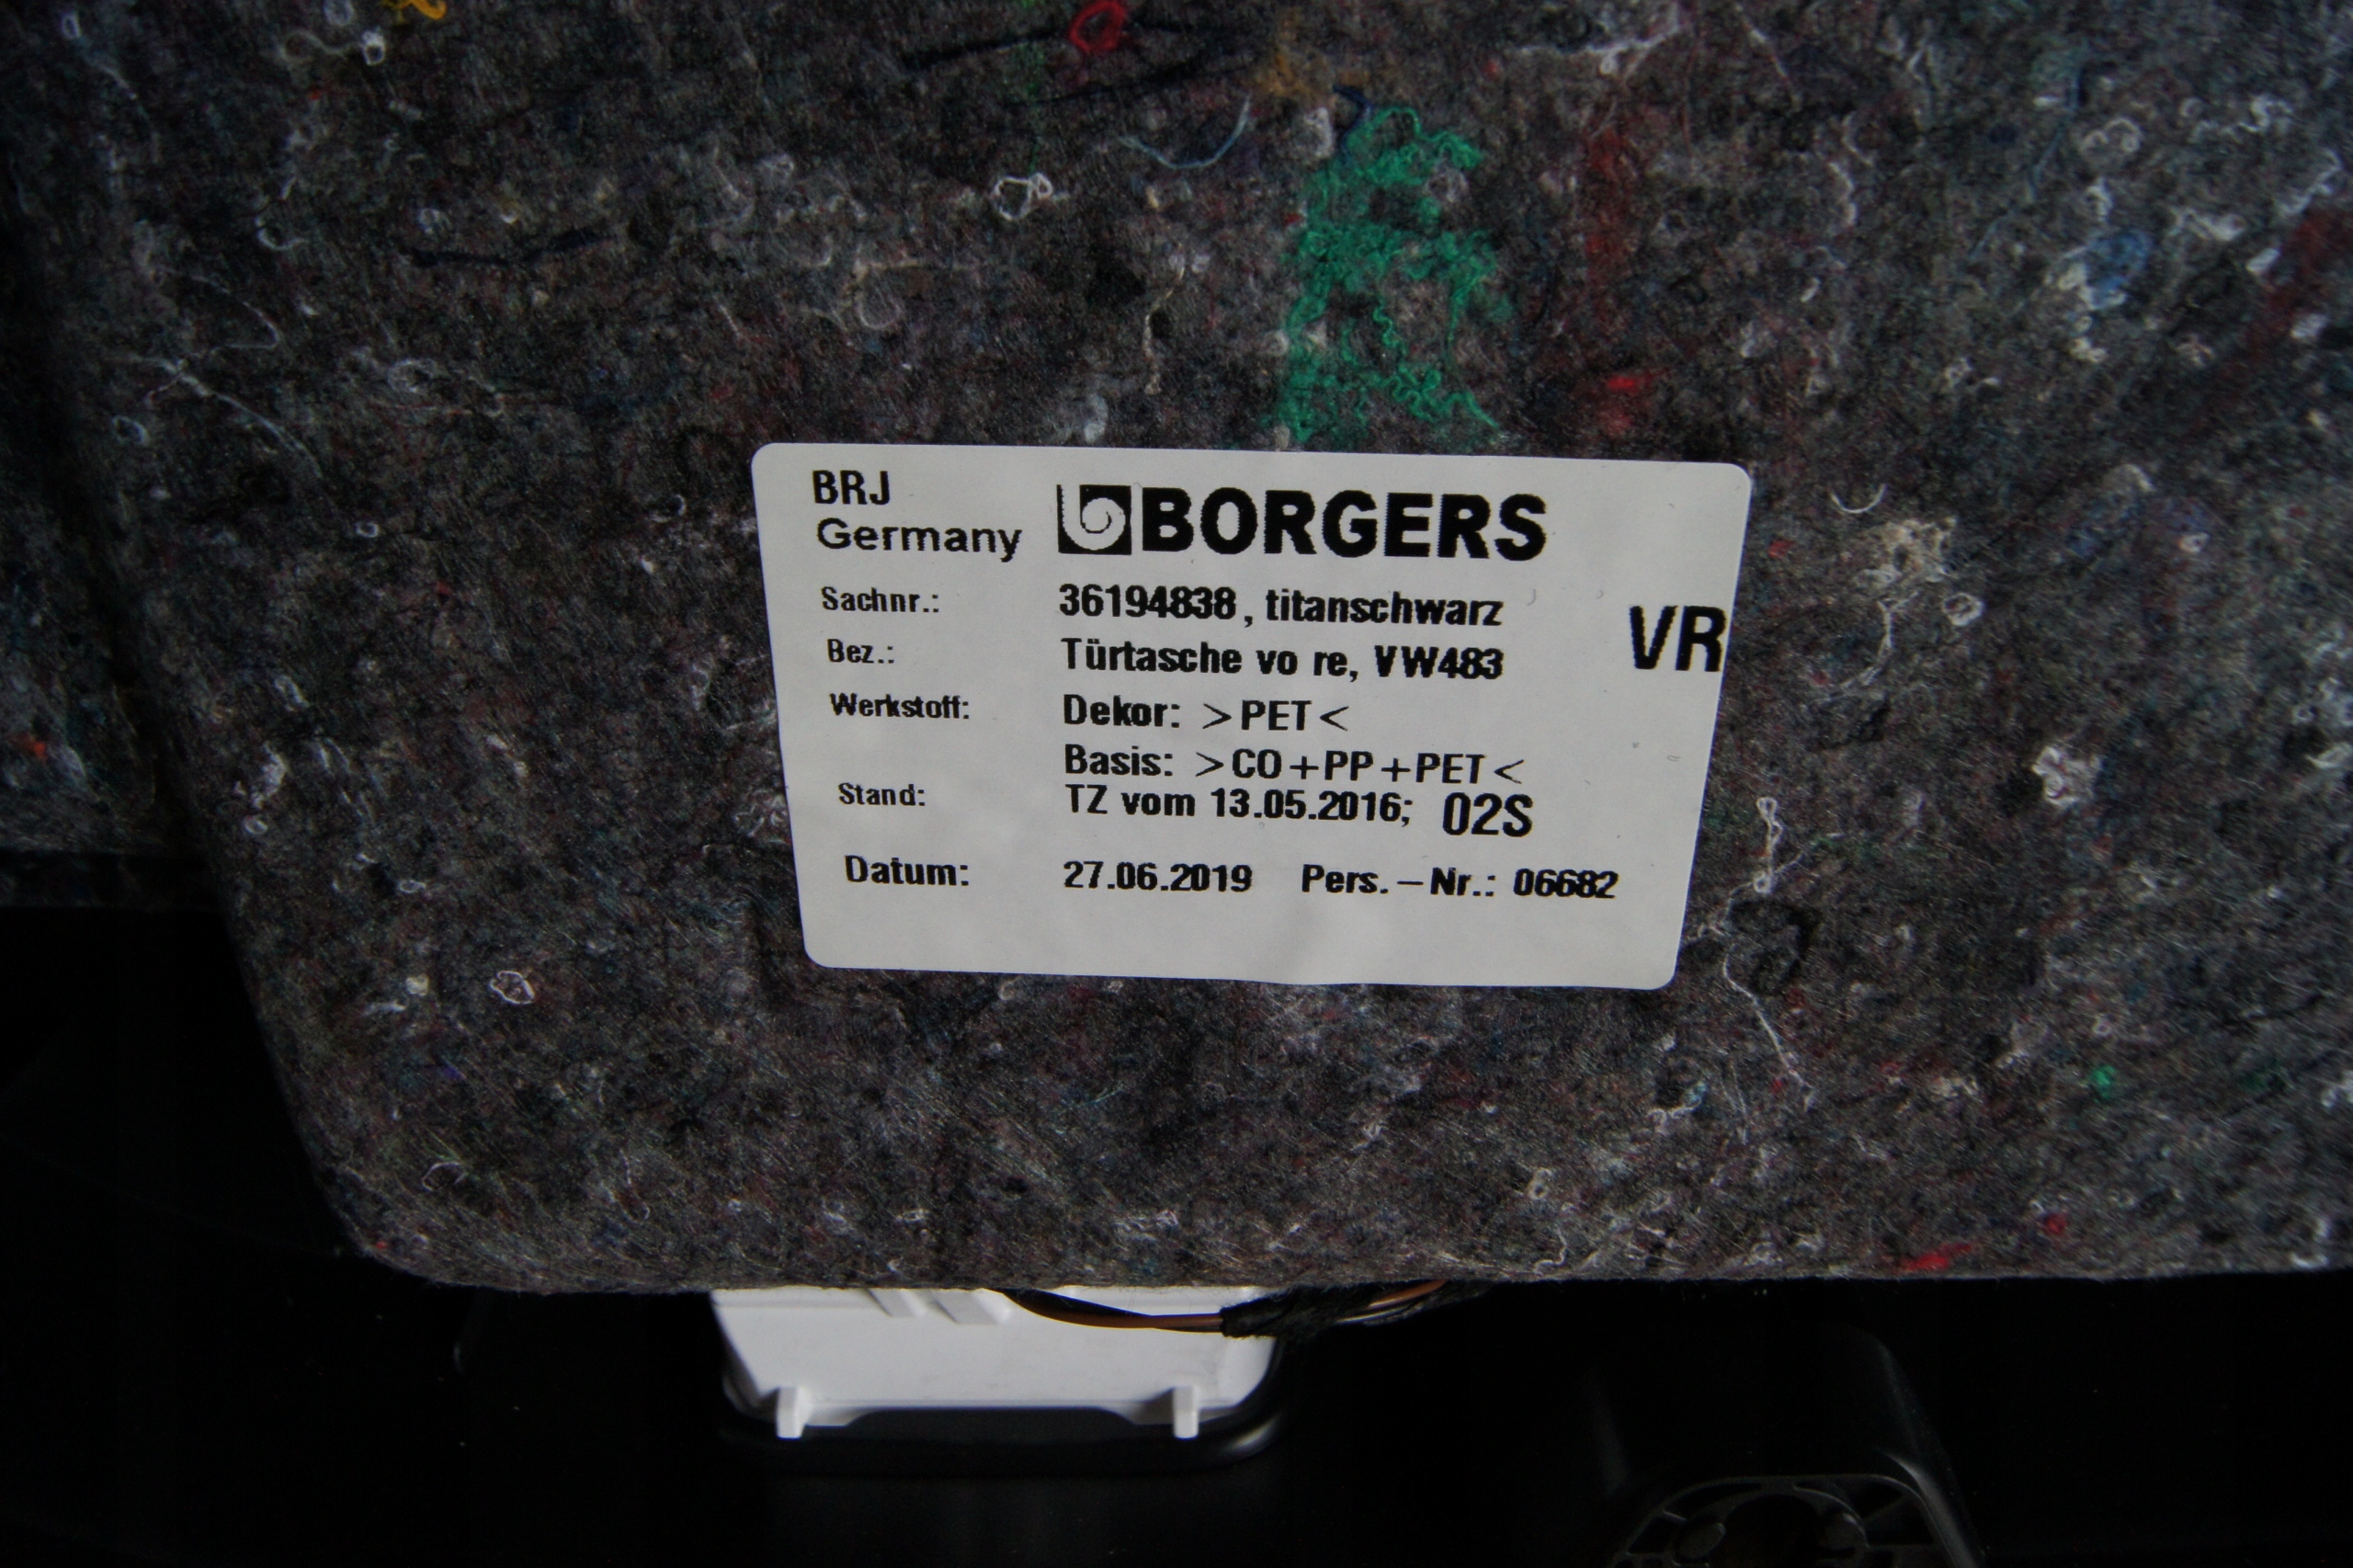 BRJ
Germany
BORGERS
Sachnr.: 36194838, titanschwarz
VR
Bez.: Türtasche vo re, VW483
Werkstoff: Dekor: >PET<
Basis: >CO+PP+PET<
Stand: TZ vom 13.05.2016; 02S
Datum: 27.06.2019 Pers.-Nr.: 06682